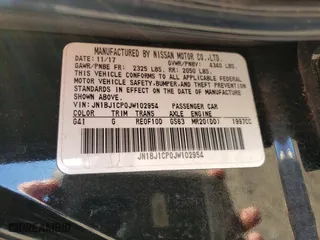 MANUFACTURED BY NISSAN MOTOR CO.,LTD.
DATE: 11/17 GVWR/PNBV: 4343 LBS.
GAWR/PNBE FR: 2325 LBS. RR: 2050 LBS.
THIS VEHICLE CONFORMS TO ALL APPLICABLE
FEDERAL MOTOR VEHICLE SAFETY,BUMPER,AND THEFT PREVENTION
STANDARDS IN EFFECT ON THE DATE OF
MANUFACTURE SHOWN ABOVE.
VIN: JN1BJ1CP0JW102954 PASSENGER CAR
COLOR TRIM TRANS AXLE ENGINE
G41 G RE0F10D GS63 MR20(DD) 1997CC
JN1BJ1CP0JW102954